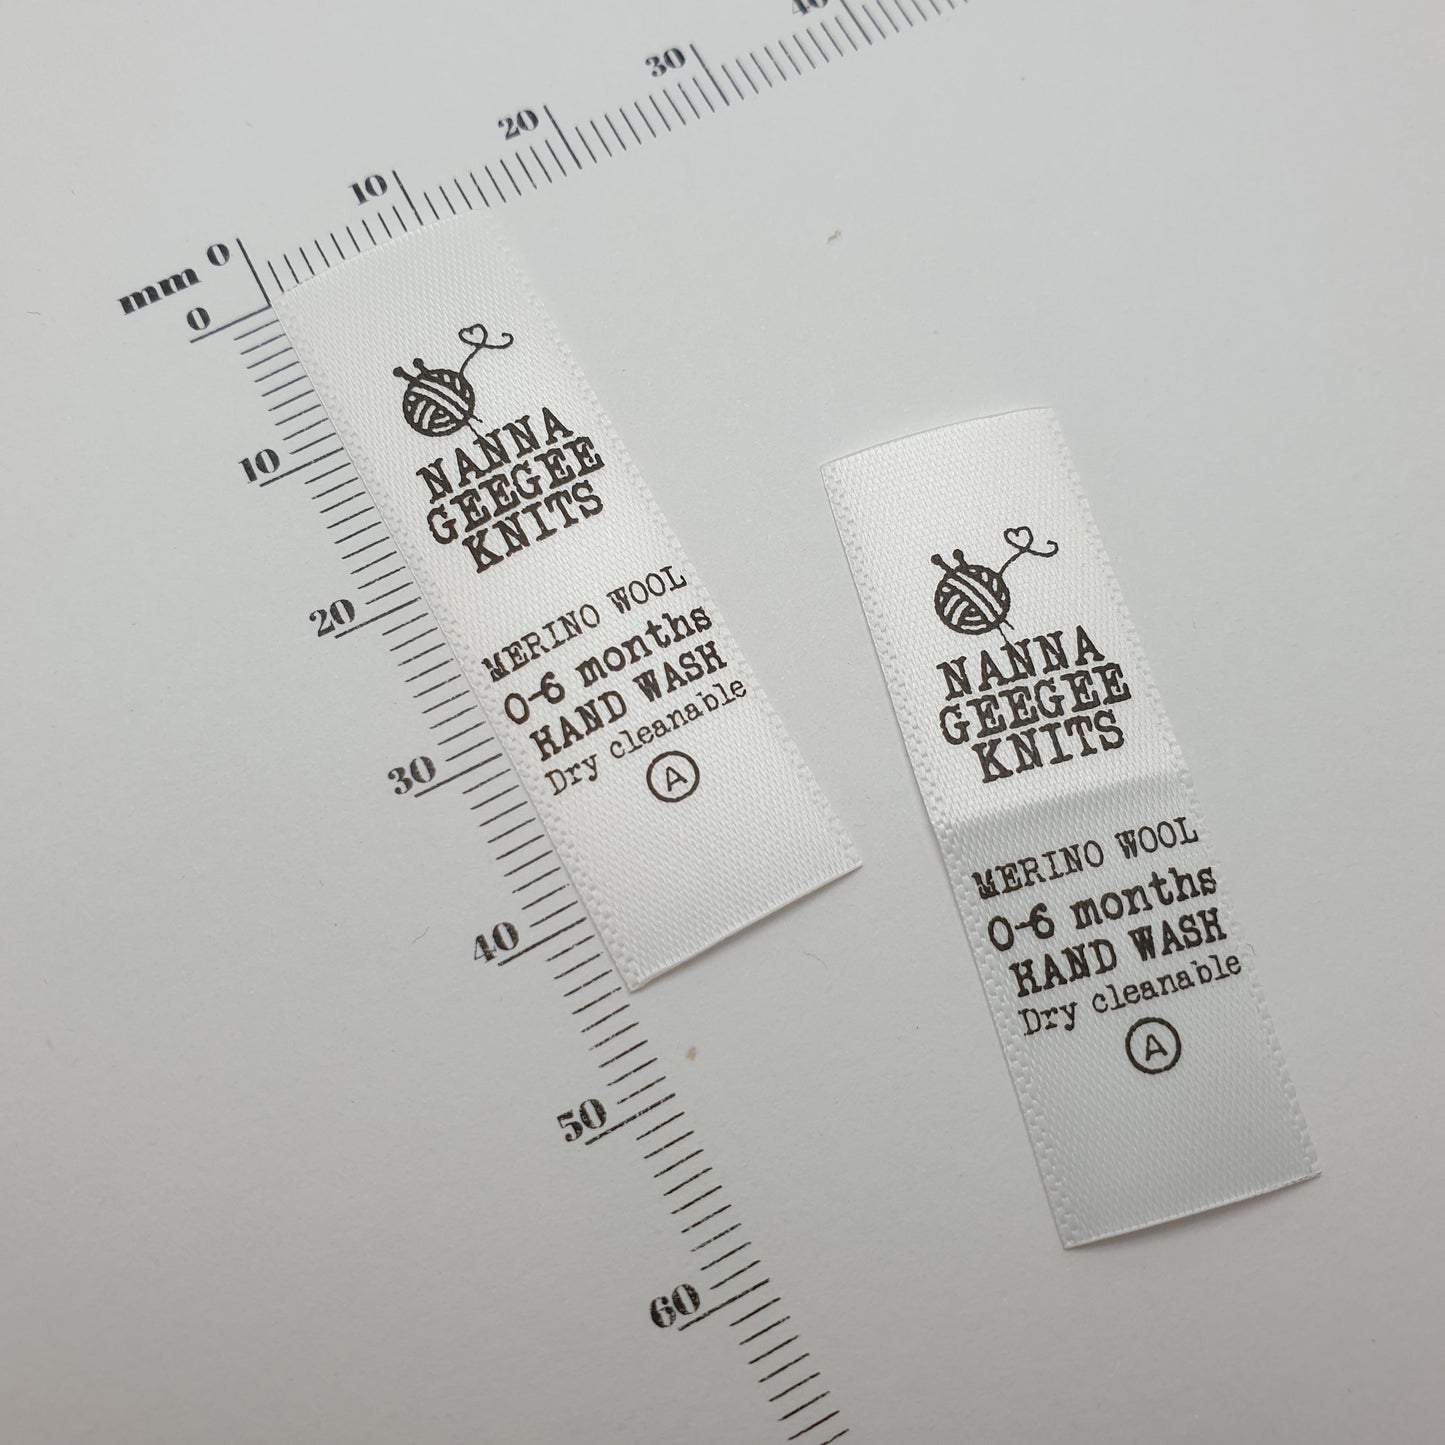 mm 0 10 20 30 40
0
10
20
30
40
50
60
NANNA
GEEGEE
KNITS
MERINO WOOL
0-6 months
HAND WASH
Dry cleanable
A
NANNA
GEEGEE
KNITS
MERINO WOOL
0-6 months
HAND WASH
Dry cleanable
A